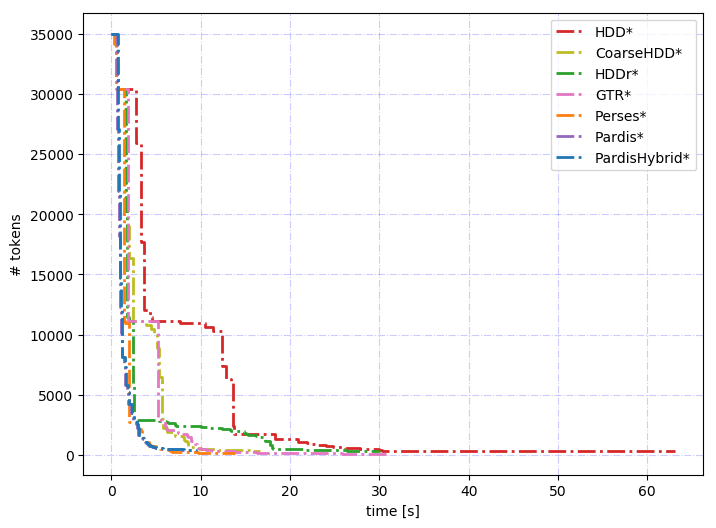 35000
30000
25000
20000
15000
10000
5000
0
# tokens
HDD*
CoarseHDD*
HDDr*
GTR*
Perses*
Pardis*
PardisHybrid*
0 10 20 30 40 50 60
time [s]